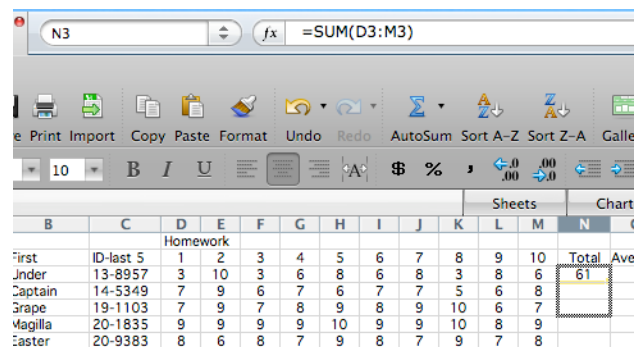 N3 fx =SUM(D3:M3)
Print Import Copy Paste Format Undo Redo AutoSum Sort A-Z Sort Z-A Galle
10 B I U A $ % , .0 .00 .00 .0
Sheets Chart
B C D E F G H I J K L M N
Homework
First ID-last 5 1 2 3 4 5 6 7 8 9 10 Total Ave
Under 13-8957 3 10 3 6 8 6 8 3 8 6 61
Captain 14-5349 7 9 6 7 6 7 7 5 6 8
Grape 19-1103 7 9 7 8 9 8 9 10 6 7
Magilla 20-1835 9 9 9 9 10 9 9 10 8 9
Easter 20-9383 8 6 8 7 9 8 7 9 7 8